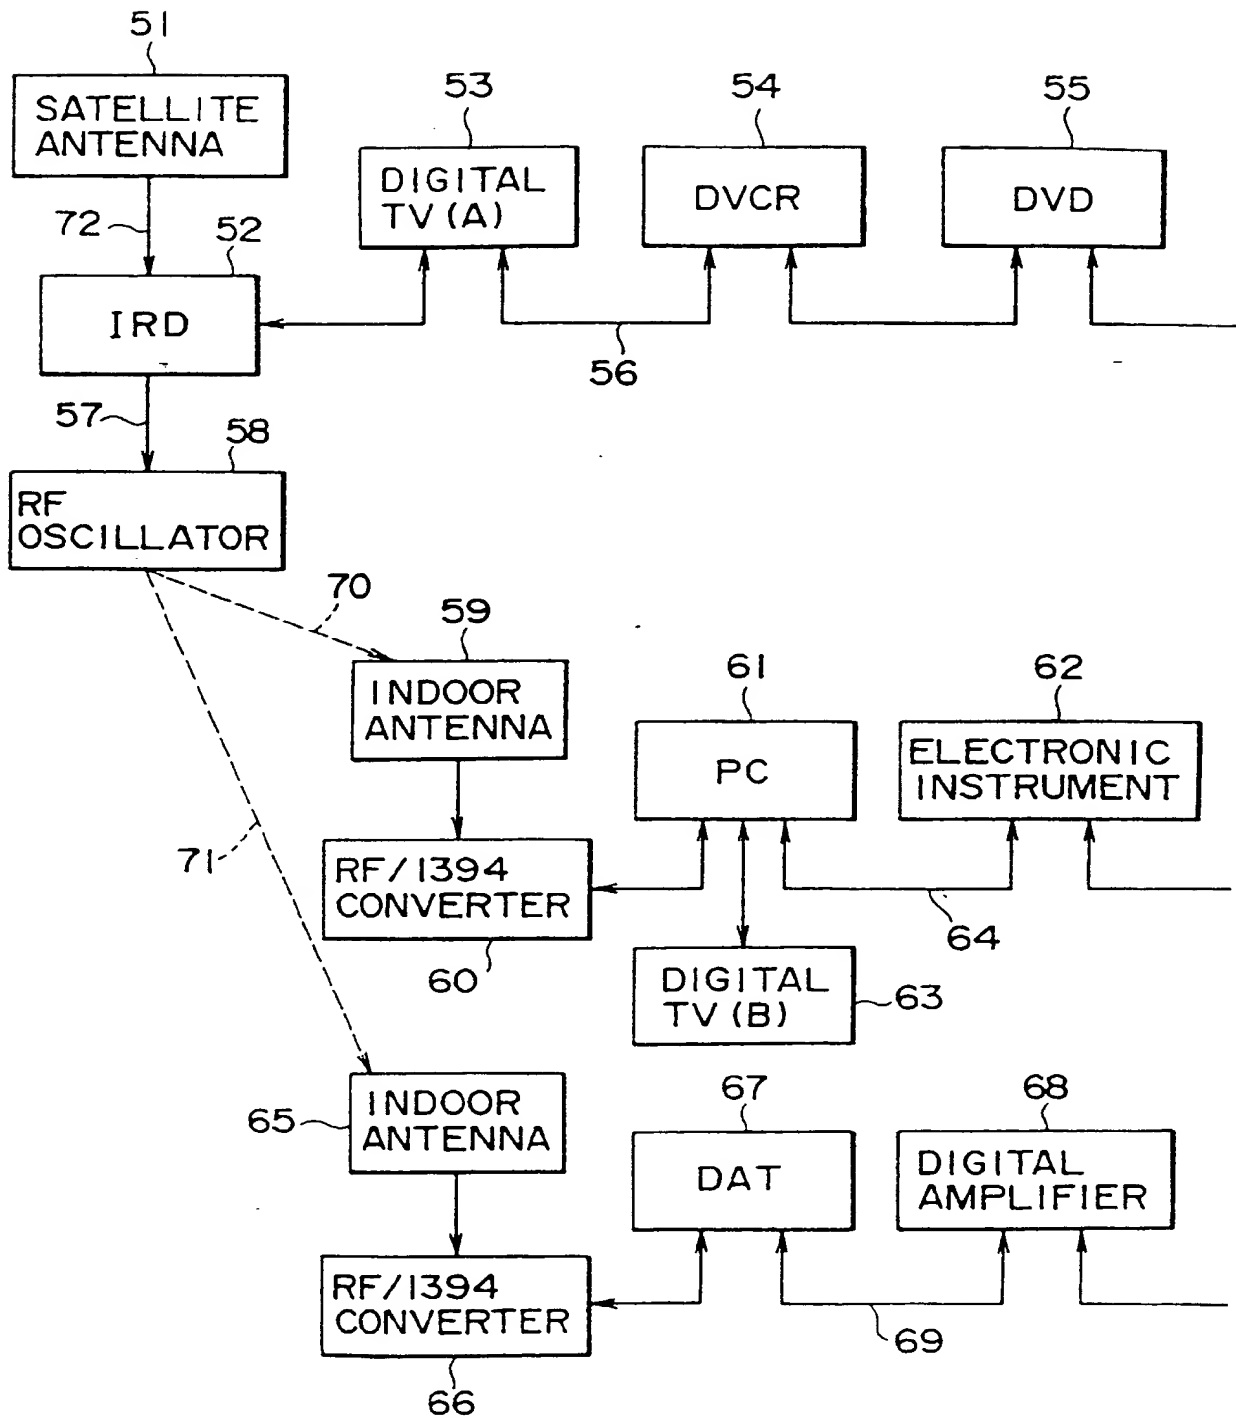 51
SATELLITE
ANTENNA
53
54
55
DIGITAL
TV (A)
DVCR
DVD
72
52
IRD
56
57
58
RF
OSCILLATOR
70
59
INDOOR
ANTENNA
61
62
PC
ELECTRONIC
INSTRUMENT
71
RF/1394
CONVERTER
64
60
DIGITAL
TV (B)
63
65
INDOOR
ANTENNA
67
68
DAT
DIGITAL
AMPLIFIER
RF/1394
CONVERTER
69
66